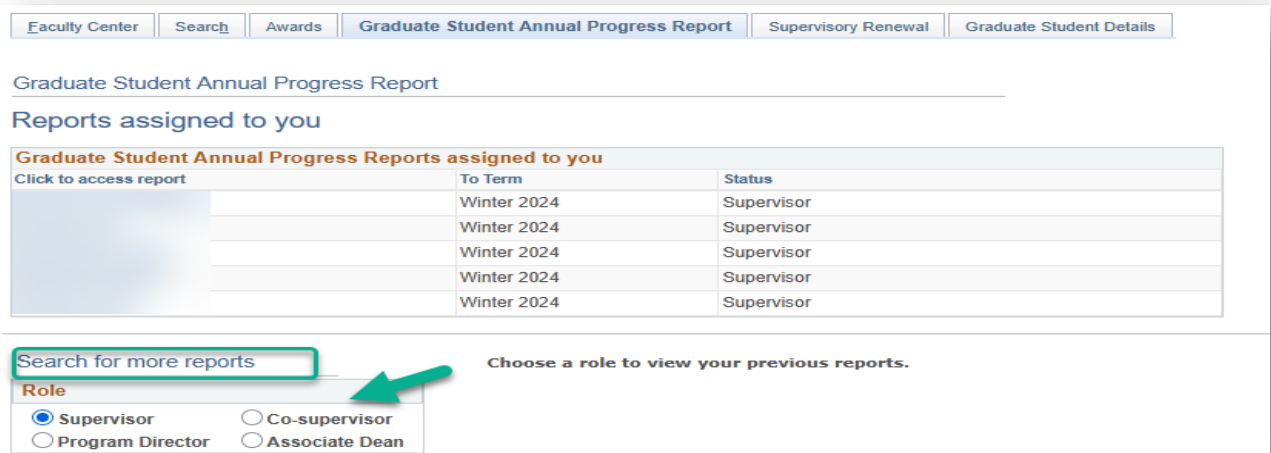 Faculty Center Search Awards Graduate Student Annual Progress Report Supervisory Renewal Graduate Student Details
Graduate Student Annual Progress Report
Reports assigned to you
Graduate Student Annual Progress Reports assigned to you
Click to access report To Term Status
Winter 2024 Supervisor
Winter 2024 Supervisor
Winter 2024 Supervisor
Winter 2024 Supervisor
Winter 2024 Supervisor
Search for more reports Choose a role to view your previous reports.
Role
Supervisor Co-supervisor
Program Director Associate Dean